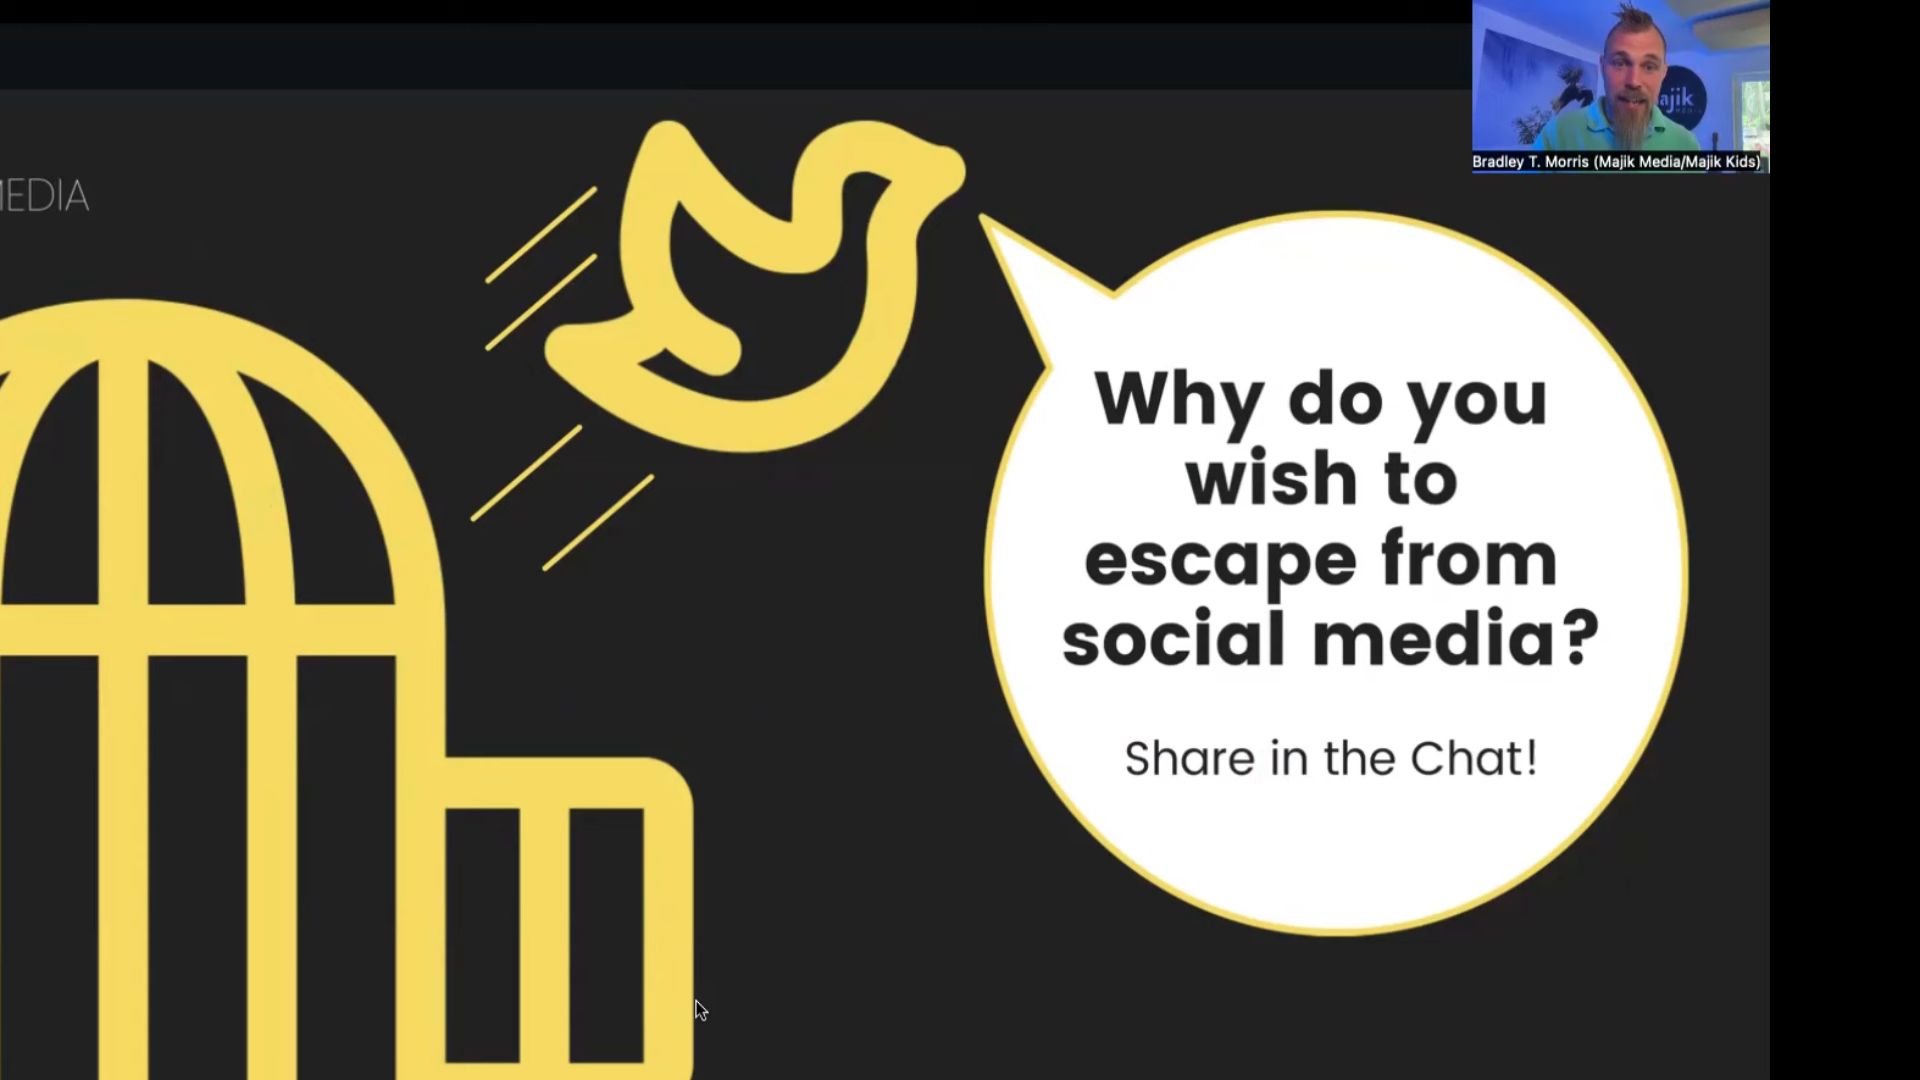 Bradley T. Morris (Majik Media/Majik Kids)
MEDIA
Why do you
wish to
escape from
social media?
Share in the Chat!